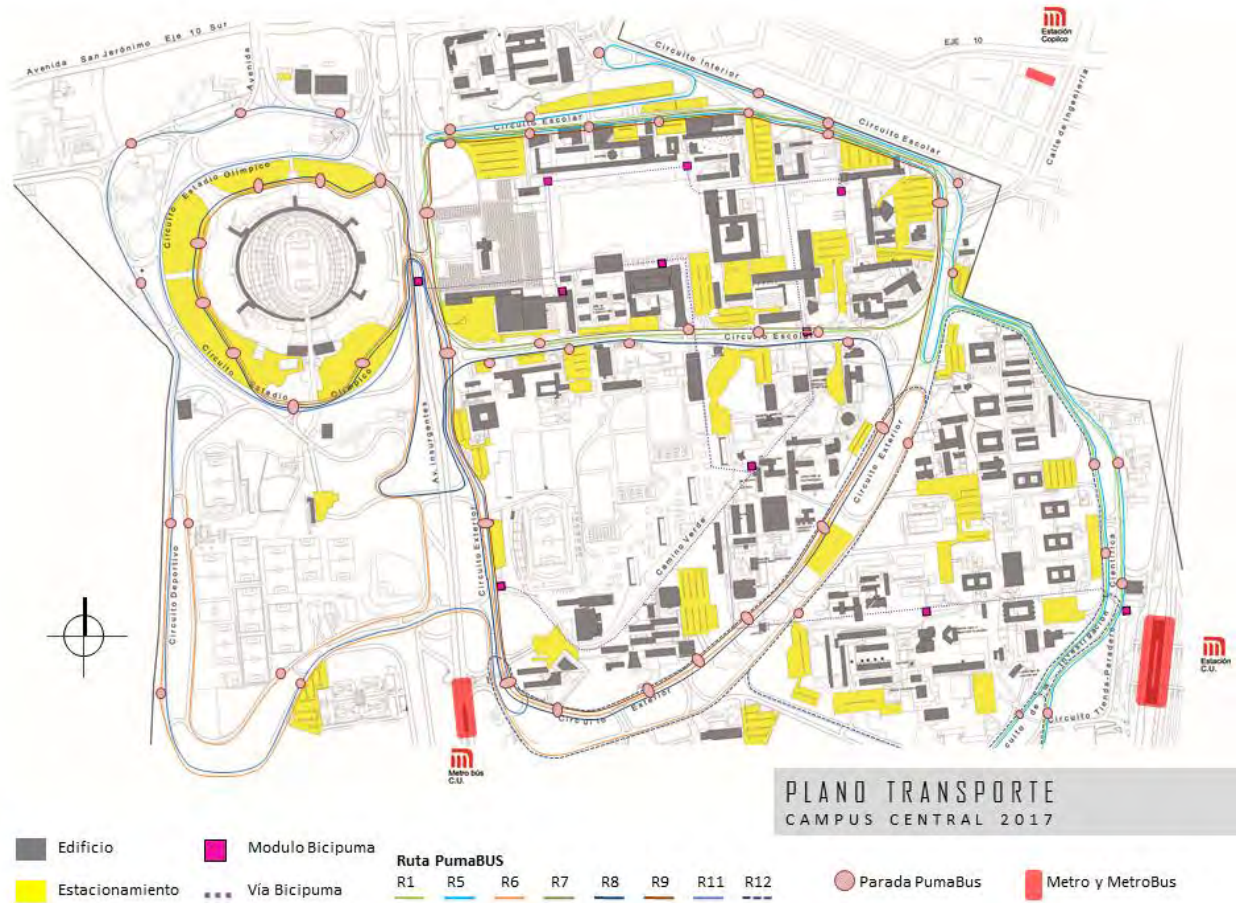 Estación
Copilco
Avenida San Jerónimo Eje 10 Sur
Avenida
EJE 10
Circuito Interior
Circuito Escolar
Calle de Ingeniería
Circuito Escolar
Circuito Estadio Olímpico
Circuito Escolar
Circuito Estadio Olímpico
Av. Insurgentes
Circuito Exterior
Circuito Exterior
Camino Verde
Circuito Deportivo
Circuito Exterior
Circuito Tienda-Paradero
Estación
C.U.
Metro bús
C.U.
PLANO TRANSPORTE
CAMPUS CENTRAL 2017
Edificio
Modulo Bicipuma
Estacionamiento
Vía Bicipuma
Ruta PumaBUS
R1 R5 R6 R7 R8 R9 R11 R12
Parada PumaBus
Metro y MetroBus